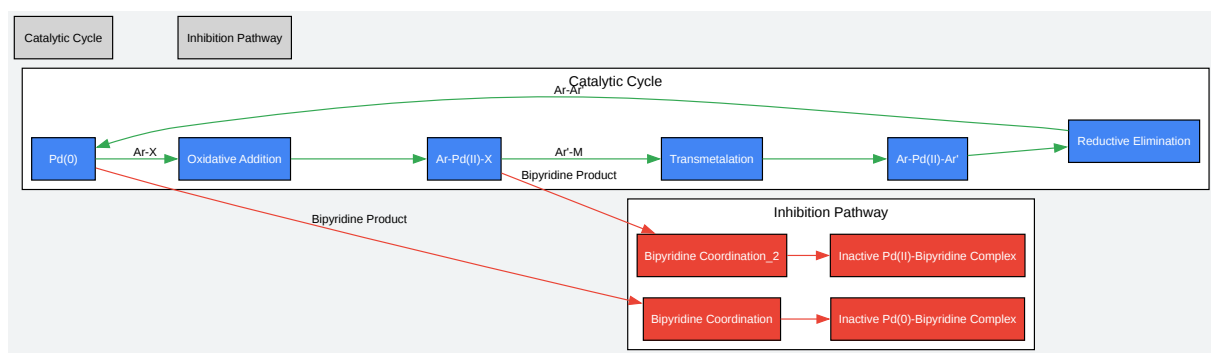 Catalytic Cycle
Inhibition Pathway
Catalytic Cycle
Ar-Ar'
Pd(0)
Ar-X
Oxidative Addition
Ar-Pd(II)-X
Ar'-M
Transmetalation
Ar-Pd(II)-Ar'
Reductive Elimination
Bipyridine Product
Bipyridine Product
Inhibition Pathway
Bipyridine Coordination_2
Inactive Pd(II)-Bipyridine Complex
Bipyridine Coordination
Inactive Pd(0)-Bipyridine Complex